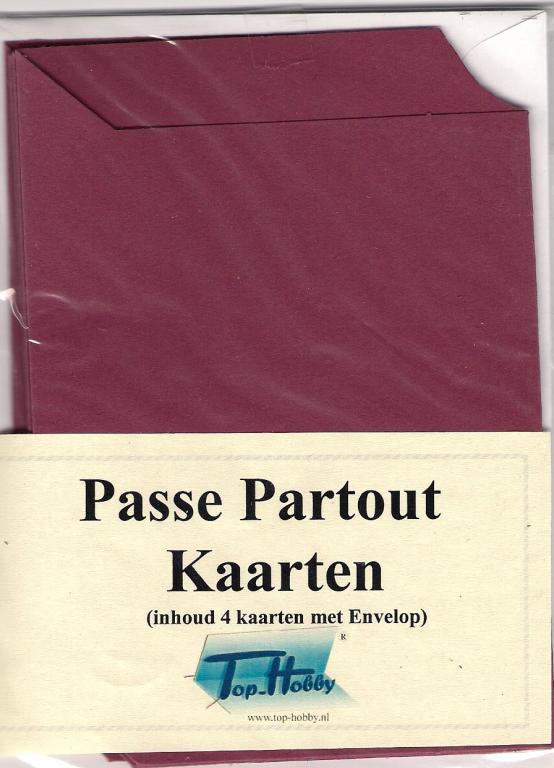 Passe Partout
Kaarten
(inhoud 4 kaarten met Envelop)
®
Top-Hobby
www.top-hobby.nl